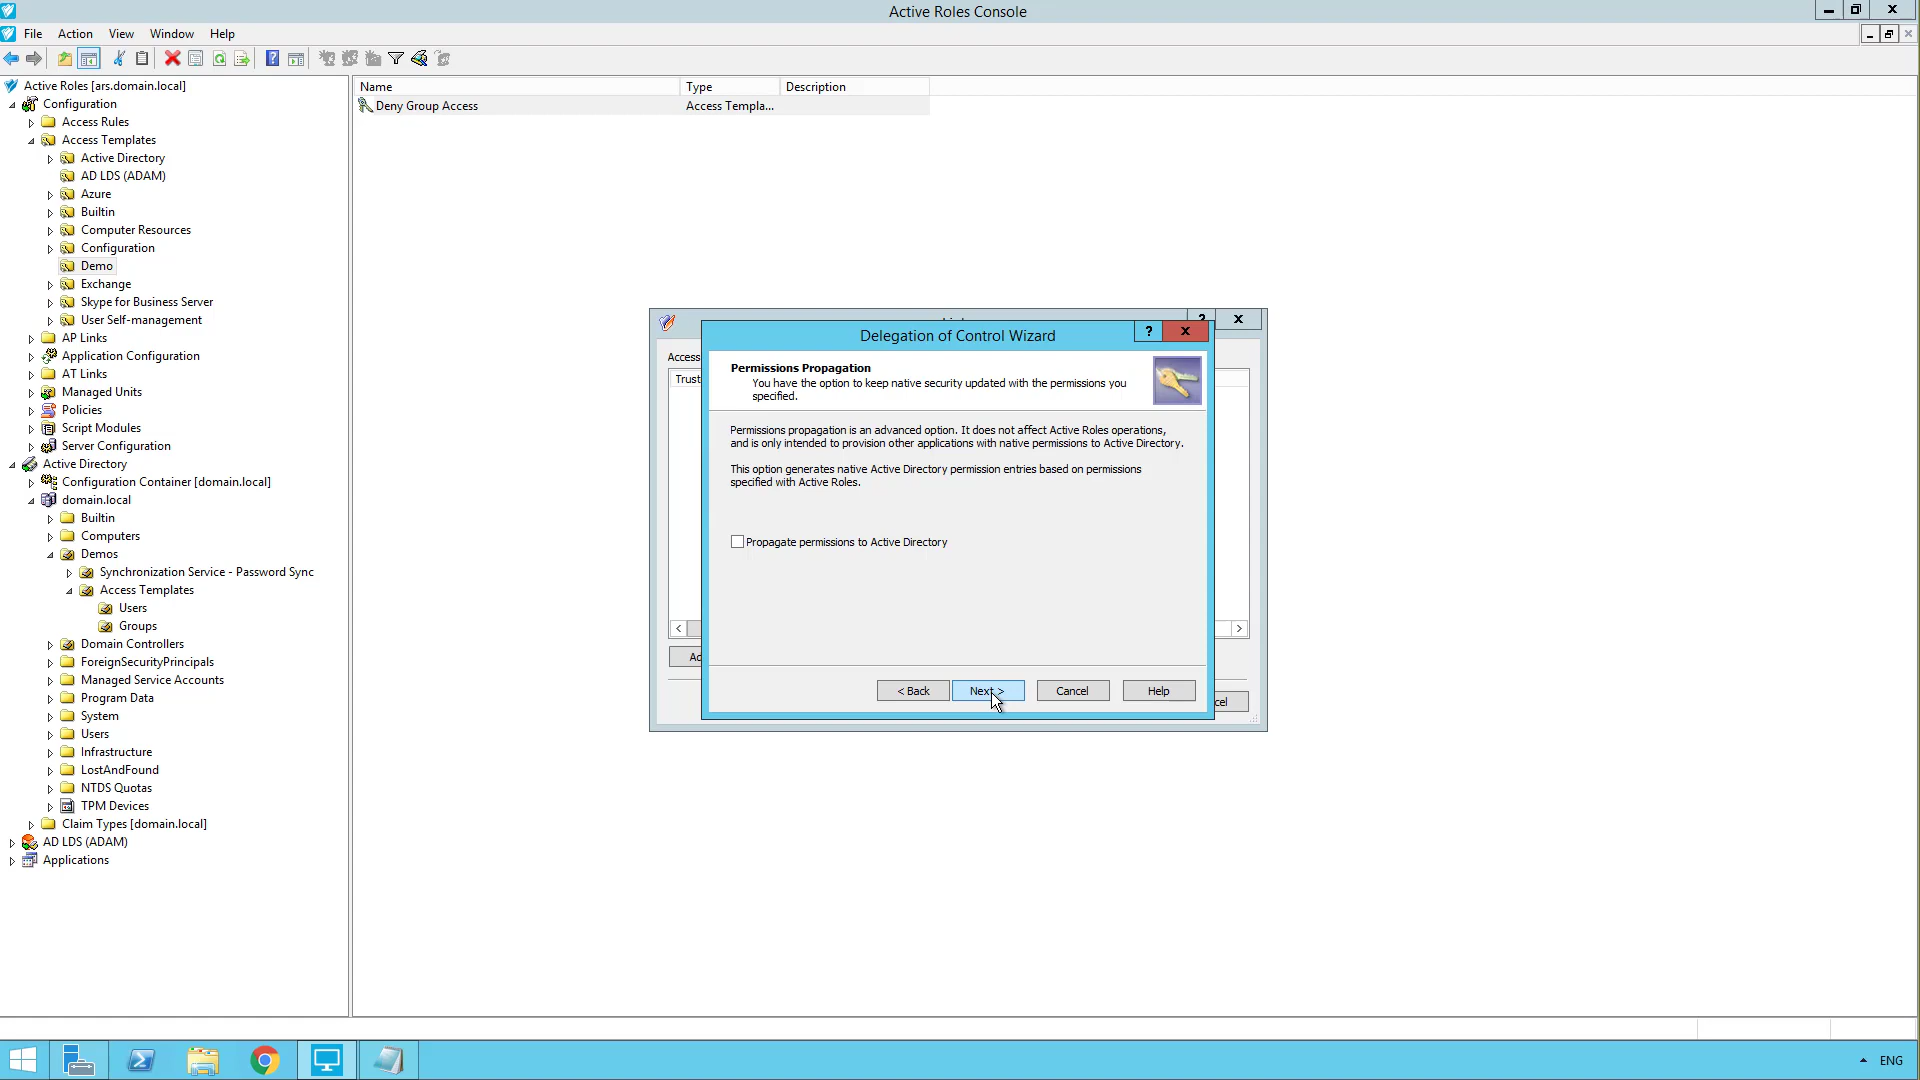 Active Roles Console
File Action View Window Help
Active Roles [ars.domain.local]
Configuration
Access Rules
Access Templates
Active Directory
AD LDS (ADAM)
Azure
Builtin
Computer Resources
Configuration
Demo
Exchange
Skype for Business Server
User Self-management
AP Links
Application Configuration
AT Links
Managed Units
Policies
Script Modules
Server Configuration
Active Directory
Configuration Container [domain.local]
domain.local
Builtin
Computers
Demos
Synchronization Service - Password Sync
Access Templates
Users
Groups
Domain Controllers
ForeignSecurityPrincipals
Managed Service Accounts
Program Data
System
Users
Infrastructure
LostAndFound
NTDS Quotas
TPM Devices
Claim Types [domain.local]
AD LDS (ADAM)
Applications
Name Type Description
Deny Group Access Access Templa...
Access
Trust
Delegation of Control Wizard
Permissions Propagation
You have the option to keep native security updated with the permissions you
specified.
Permissions propagation is an advanced option. It does not affect Active Roles operations,
and is only intended to provision other applications with native permissions to Active Directory.
This option generates native Active Directory permission entries based on permissions
specified with Active Roles.
Propagate permissions to Active Directory
< Back Next > Cancel Help
ENG